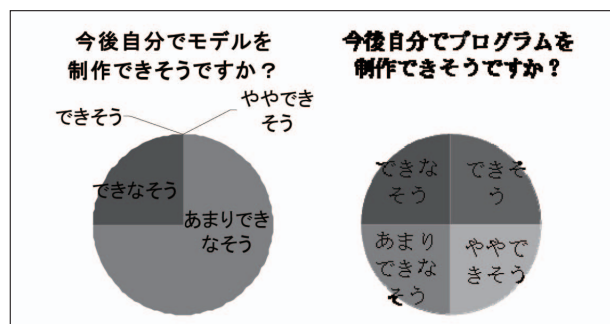 今後自分でモデルを
制作できそうですか？
できそう
ややでき
そう
できなそう
あまりでき
なそう
今後自分でプログラムを
制作できそうですか？
できな
そう
できそ
う
あまり
できな
そう
ややで
きそう